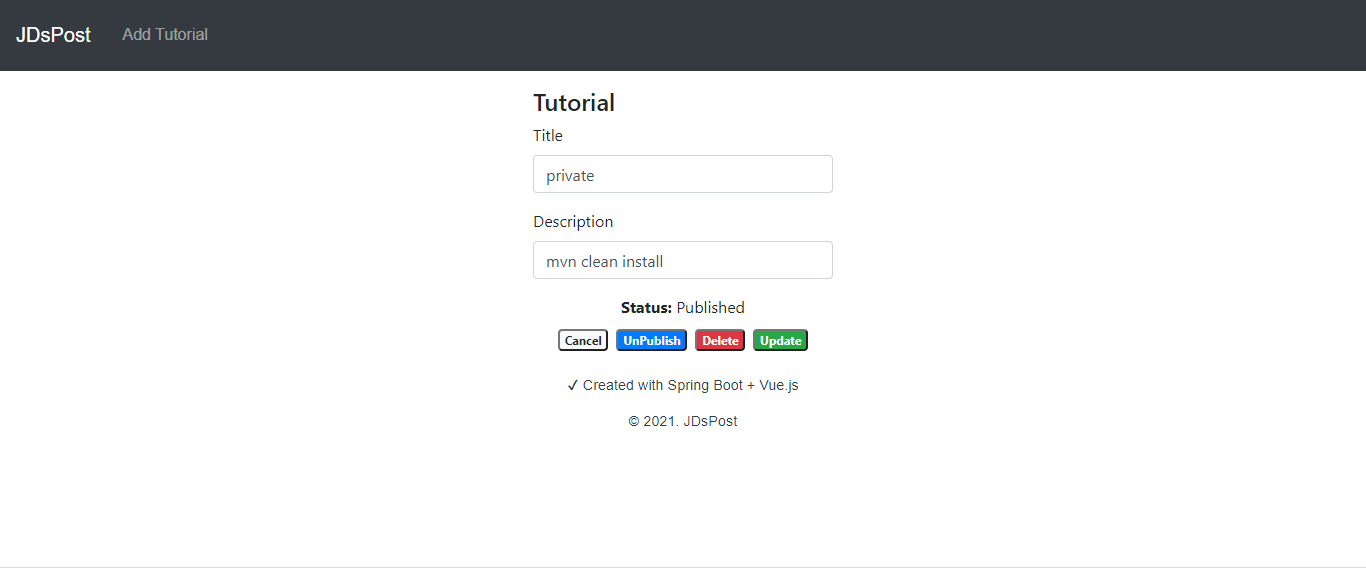 JDsPost Add Tutorial
Tutorial
Title
private
Description
mvn clean install
Status: Published
Cancel UnPublish Delete Update
✓ Created with Spring Boot + Vue.js
© 2021. JDsPost